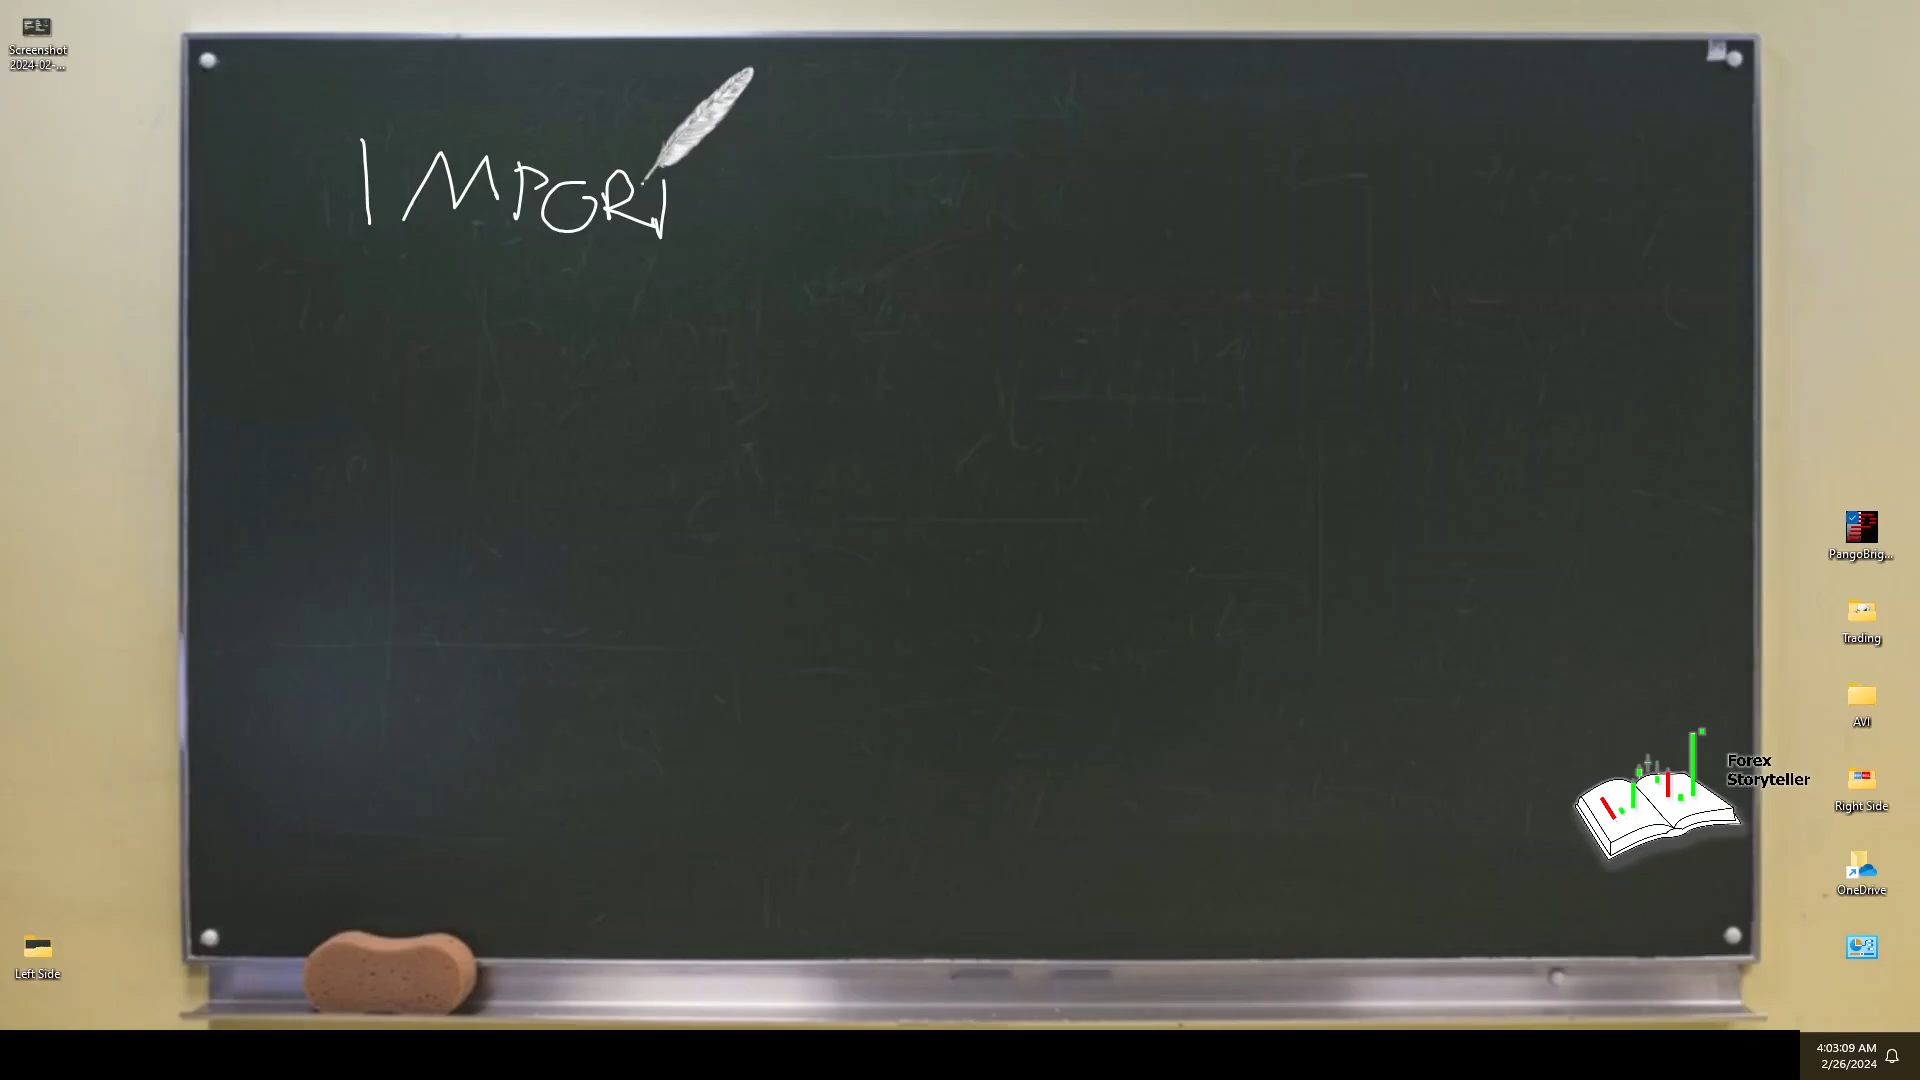 Screenshot
2024-02-...
IMPORT
PangoBrig...
Trading
AVI
Forex
Storyteller
Right Side
OneDrive
Left Side
4:03:09 AM
2/26/2024